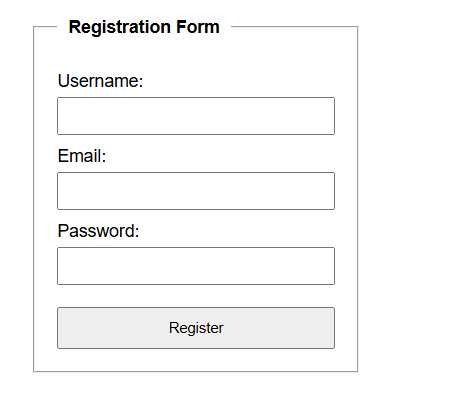 Registration Form
Username:
Email:
Password:
Register